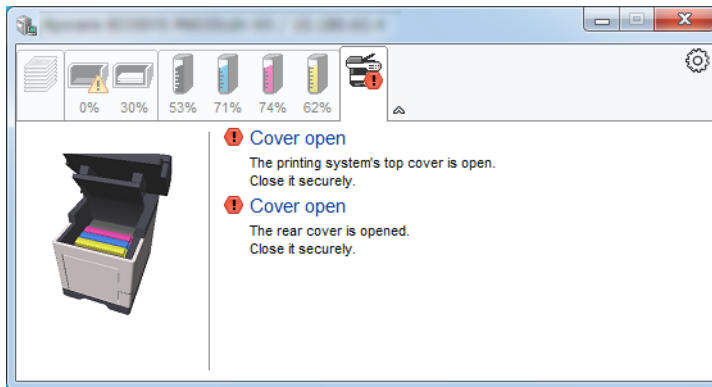 0% 30% 53% 71% 74% 62%
Cover open
The printing system's top cover is open.
Close it securely.
Cover open
The rear cover is opened.
Close it securely.